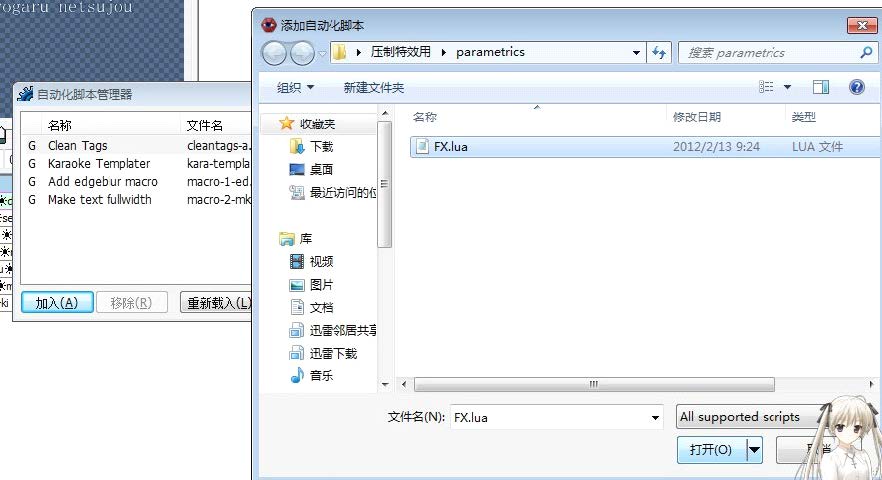 ogaru netsujou
添加自动化脚本
压制特效用
parametrics
搜索 parametrics
组织
新建文件夹
自动化脚本管理器
名称
文件名
G Clean Tags cleantags-a.
G Karaoke Templater kara-templa
G Add edgebur macro macro-1-ed.
G Make text fullwidth macro-2-mk
加入(A)
移除(R)
重新载入(L)
收藏夹
下载
桌面
最近访问的位
库
视频
图片
文档
迅雷邻居共享
迅雷下载
音乐
名称
修改日期
类型
FX.lua
2012/2/13 9:24
LUA 文件
文件名(N):
FX.lua
All supported scripts
打开(O)